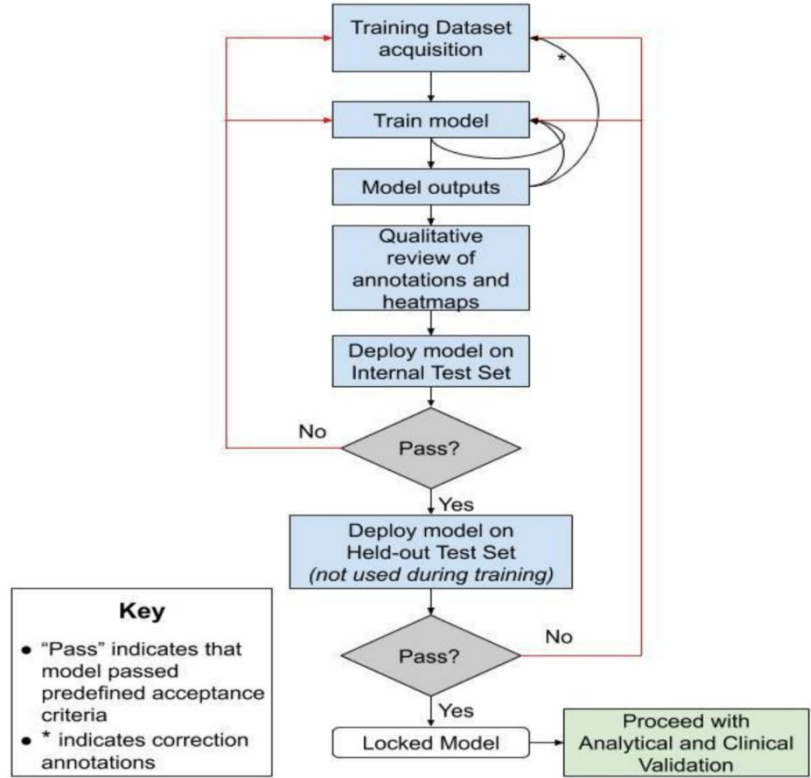 Training Dataset
acquisition
*
Train model
Model outputs
Qualitative
review of
annotations and
heatmaps
Deploy model on
Internal Test Set
No
Pass?
Yes
Deploy model on
Held-out Test Set
(not used during training)
No
Pass?
Yes
Locked Model
Proceed with
Analytical and Clinical
Validation
Key
● “Pass” indicates that
model passed
predefined acceptance
criteria
● * indicates correction
annotations